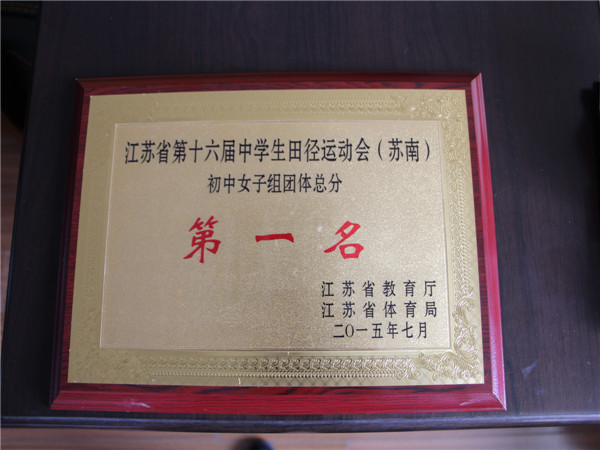 江苏省第十六届中学生田径运动会（苏南）
初中女子组团体总分
第一名
江苏省教育厅
江苏省体育局
二〇一五年七月